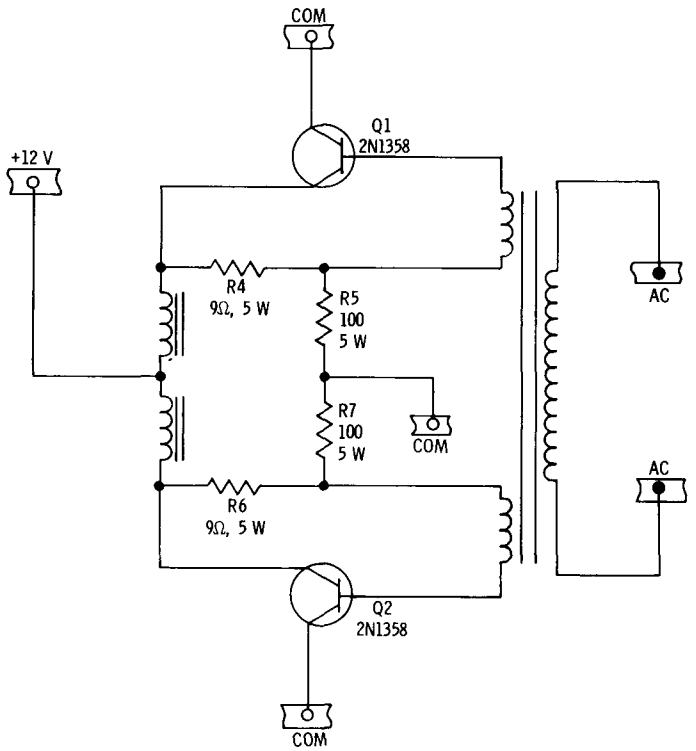 COM
Q1
2N1358
+12 V
R4
9Ω, 5 W
R5
100
5 W
AC
R7
100
5 W
COM
AC
R6
9Ω, 5 W
Q2
2N1358
COM